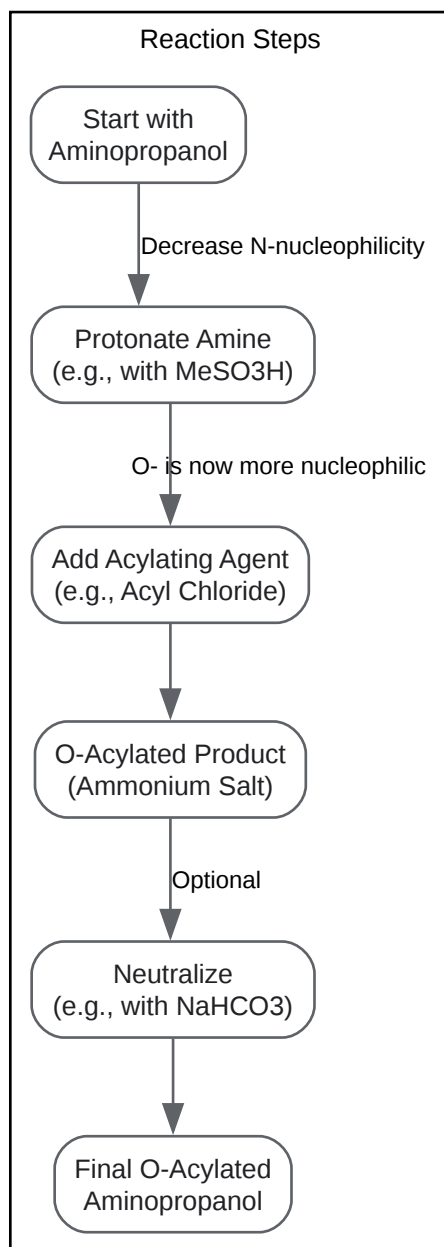 Reaction Steps
Start with
Aminopropanol
Decrease N-nucleophilicity
Protonate Amine
(e.g., with MeSO3H)
O- is now more nucleophilic
Add Acylating Agent
(e.g., Acyl Chloride)
O-Acylated Product
(Ammonium Salt)
Optional
Neutralize
(e.g., with NaHCO3)
Final O-Acylated
Aminopropanol